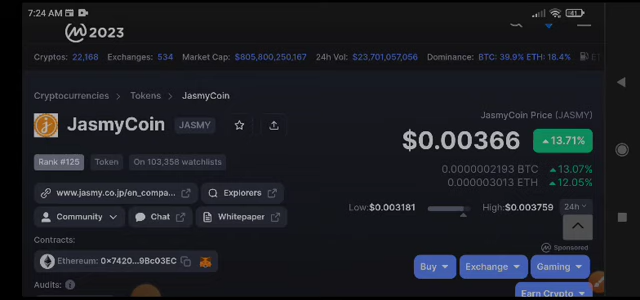 7:24 AM
2023
Cryptos: 22,168 Exchanges: 534 Market Cap: $805,800,250,167 24h Vol: $23,701,057,056 Dominance: BTC: 39.9% ETH: 18.4%
Cryptocurrencies > Tokens > JasmyCoin
JasmyCoin JASMY
Rank #125 Token On 103,358 watchlists
www.jasmy.co.jp/en_compa... Explorers
Community Chat Whitepaper
Contracts:
Ethereum: 0x7420...9Bc03EC
Audits:
JasmyCoin Price (JASMY)
$0.00366 13.71%
0.0000002193 BTC 13.07%
0.000003013 ETH 12.05%
Low: $0.003181 High: $0.003759 24h
Sponsored
Buy Exchange Gaming
Earn Crypto